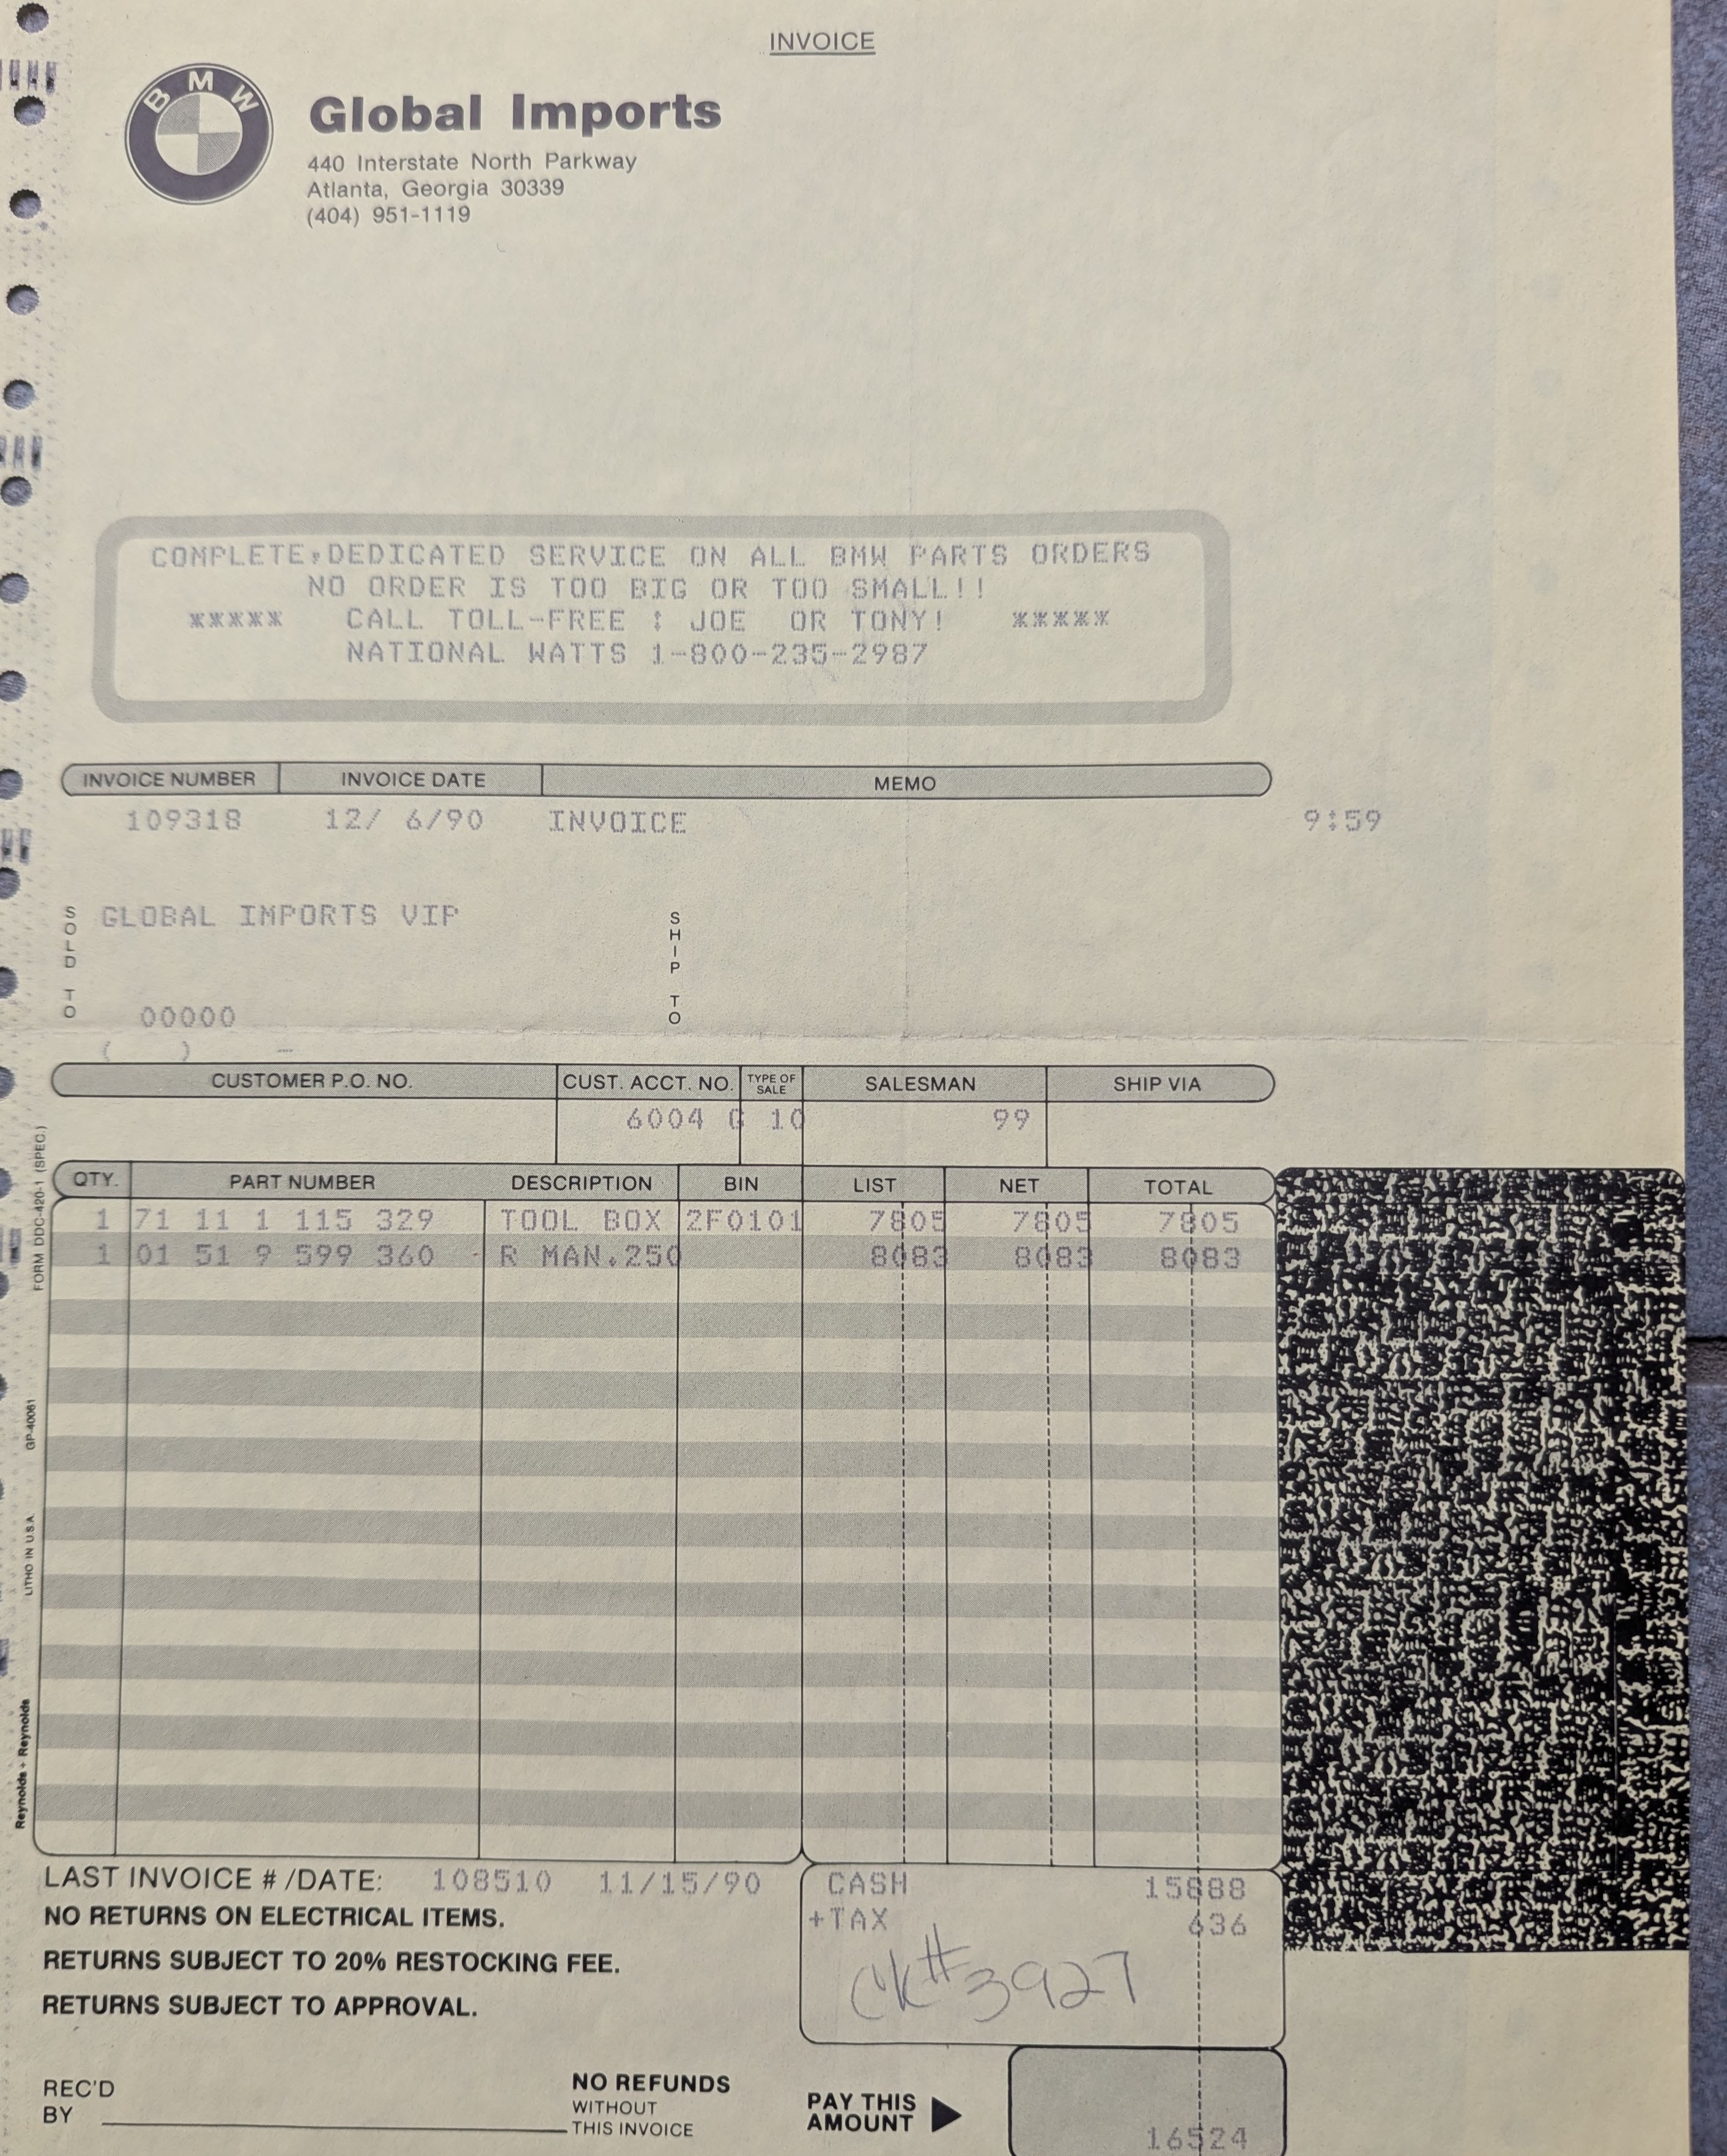 INVOICE
BMW
Global Imports
440 Interstate North Parkway
Atlanta, Georgia 30339
(404) 951-1119
COMPLETE,DEDICATED SERVICE ON ALL BMW PARTS ORDERS
NO ORDER IS TOO BIG OR TOO SMALL!!
***** CALL TOLL-FREE : JOE OR TONY! *****
NATIONAL WATTS 1-800-235-2987
INVOICE NUMBER INVOICE DATE MEMO
109318 12/ 6/90 INVOICE 9:59
SOLD TO GLOBAL IMPORTS VIP SHIP TO
00000
( ) -
CUSTOMER P.O. NO. CUST. ACCT. NO. TYPE OF SALE SALESMAN SHIP VIA
6004 G 10 99
QTY. PART NUMBER DESCRIPTION BIN LIST NET TOTAL
1 71 11 1 115 329 TOOL BOX 2F0101 7805 7805 7805
1 01 51 9 599 360 R MAN.250 8083 8083 8083
FORM DDC-420-1 (SPEC.)
GP-40061
LITHO IN U.S.A.
Reynolds + Reynolds
LAST INVOICE # /DATE: 108510 11/15/90 CASH 15888
NO RETURNS ON ELECTRICAL ITEMS. +TAX 636
RETURNS SUBJECT TO 20% RESTOCKING FEE. CK# 3927
RETURNS SUBJECT TO APPROVAL.
REC'D BY
NO REFUNDS
WITHOUT
THIS INVOICE
PAY THIS
AMOUNT
16524